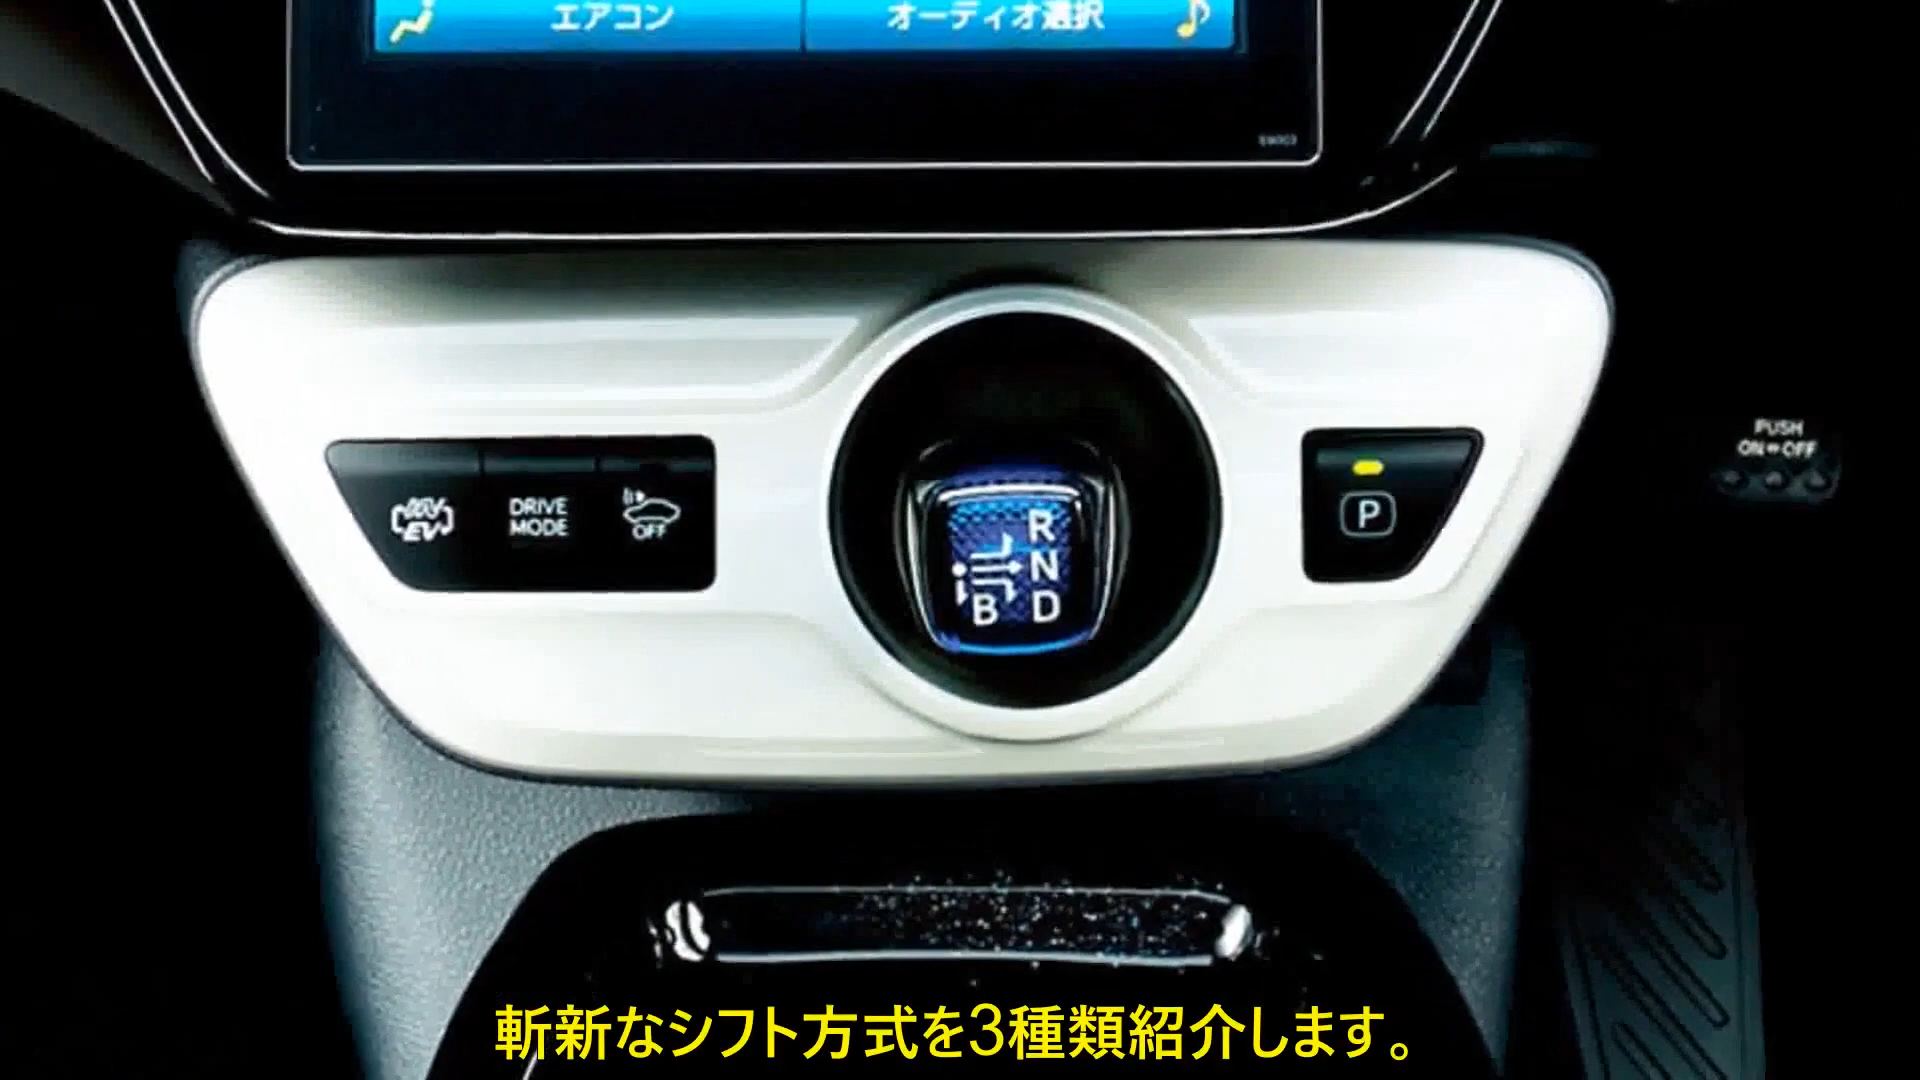 エアコン
オーディオ選択
HV
EV
DRIVE
MODE
OFF
R
N
B D
P
PUSH
ON OFF
斬新なシフト方式を3種類紹介します。